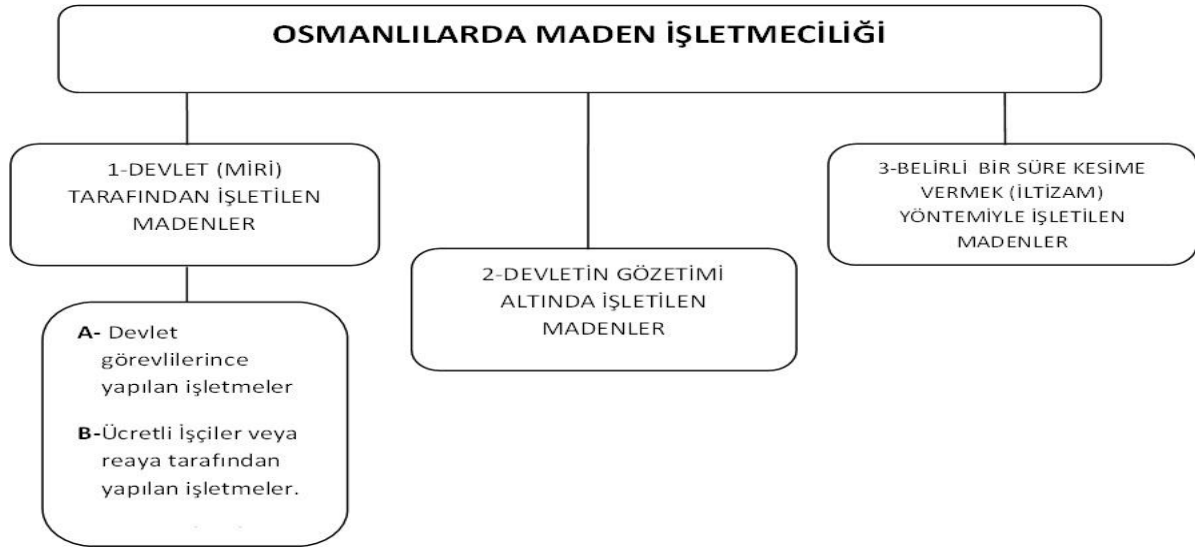 OSMANLILARDA MADEN İŞLETMECİLİĞİ
1-DEVLET (MİRİ)
TARAFINDAN İŞLETİLEN
MADENLER
2-DEVLETİN GÖZETİMİ
ALTINDA İŞLETİLEN
MADENLER
3-BELİRLİ BİR SÜRE KESİME
VERMEK (İLTİZAM)
YÖNTEMİYLE İŞLETİLEN
MADENLER
A- Devlet
görevlilerince
yapılan işletmeler
B-Ücretli İşçiler veya
reaya tarafından
yapılan işletmeler.